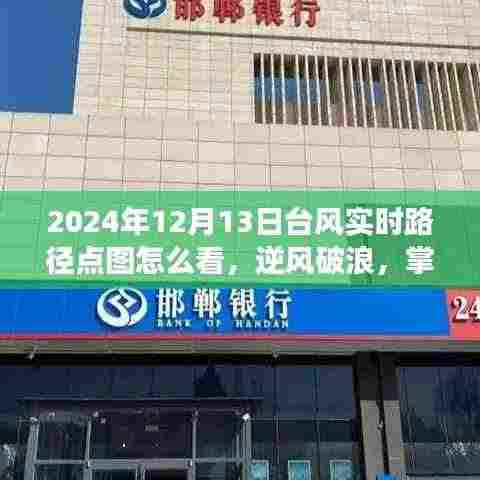 邯郸银行
2024年12月13日台风实时路
径点图怎么看，逆风破浪，掌
邯郸银行
BANK OF HANDAN
24